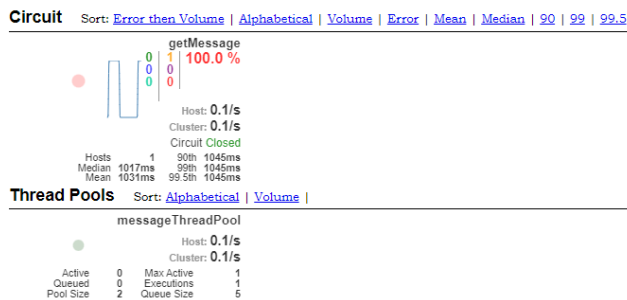 Circuit Sort: Error then Volume | Alphabetical | Volume | Error | Mean | Median | 90 | 99 | 99.5
getMessage
0 1 100.0 %
0 0
0 0
Host: 0.1/s
Cluster: 0.1/s
Circuit Closed
Hosts 1 90th 1045ms
Median 1017ms 99th 1045ms
Mean 1031ms 99.5th 1045ms
Thread Pools Sort: Alphabetical | Volume |
messageThreadPool
Host: 0.1/s
Cluster: 0.1/s
Active 0 Max Active 1
Queued 0 Executions 1
Pool Size 2 Queue Size 5